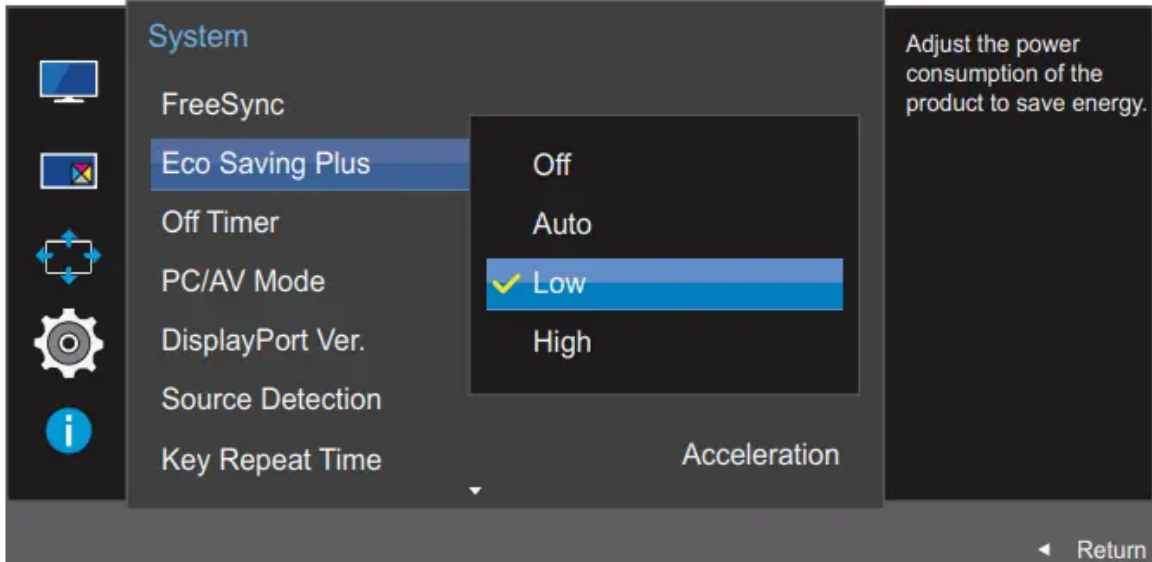 System
FreeSync
Eco Saving Plus
Off Timer
PC/AV Mode
DisplayPort Ver.
Source Detection
Key Repeat Time
Acceleration
Off
Auto
Low
High
Adjust the power
consumption of the
product to save energy.
Return